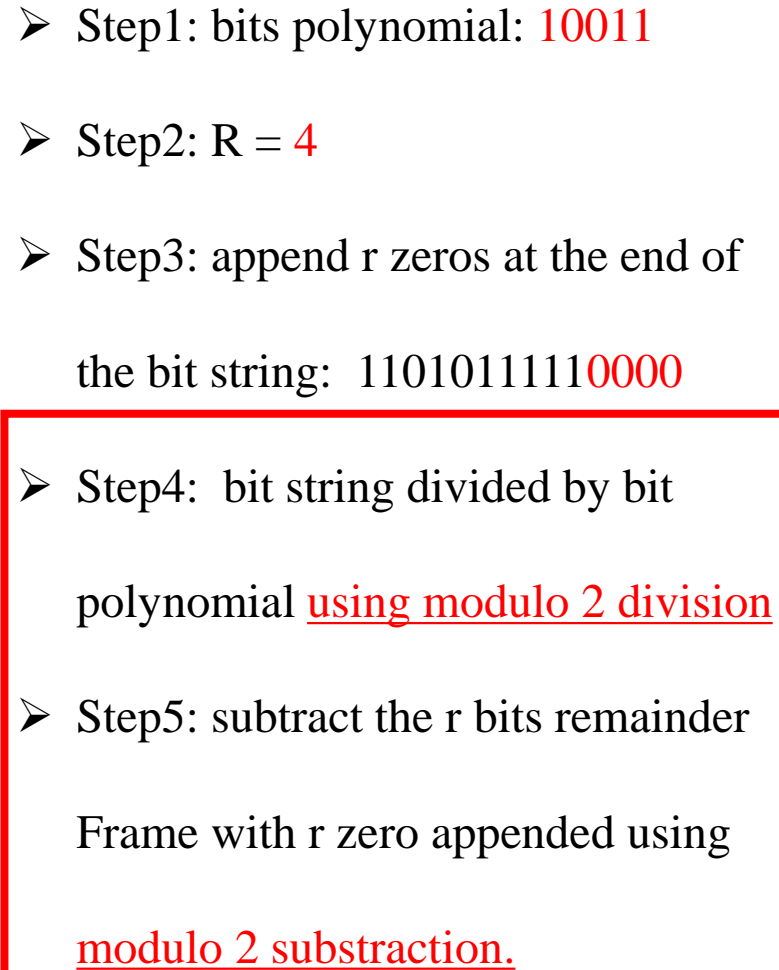 ➢ Step1: bits polynomial: 10011
➢ Step2: R = 4
➢ Step3: append r zeros at the end of
the bit string: 11010111110000
➢ Step4: bit string divided by bit
polynomial using modulo 2 division
➢ Step5: subtract the r bits remainder
Frame with r zero appended using
modulo 2 substraction.